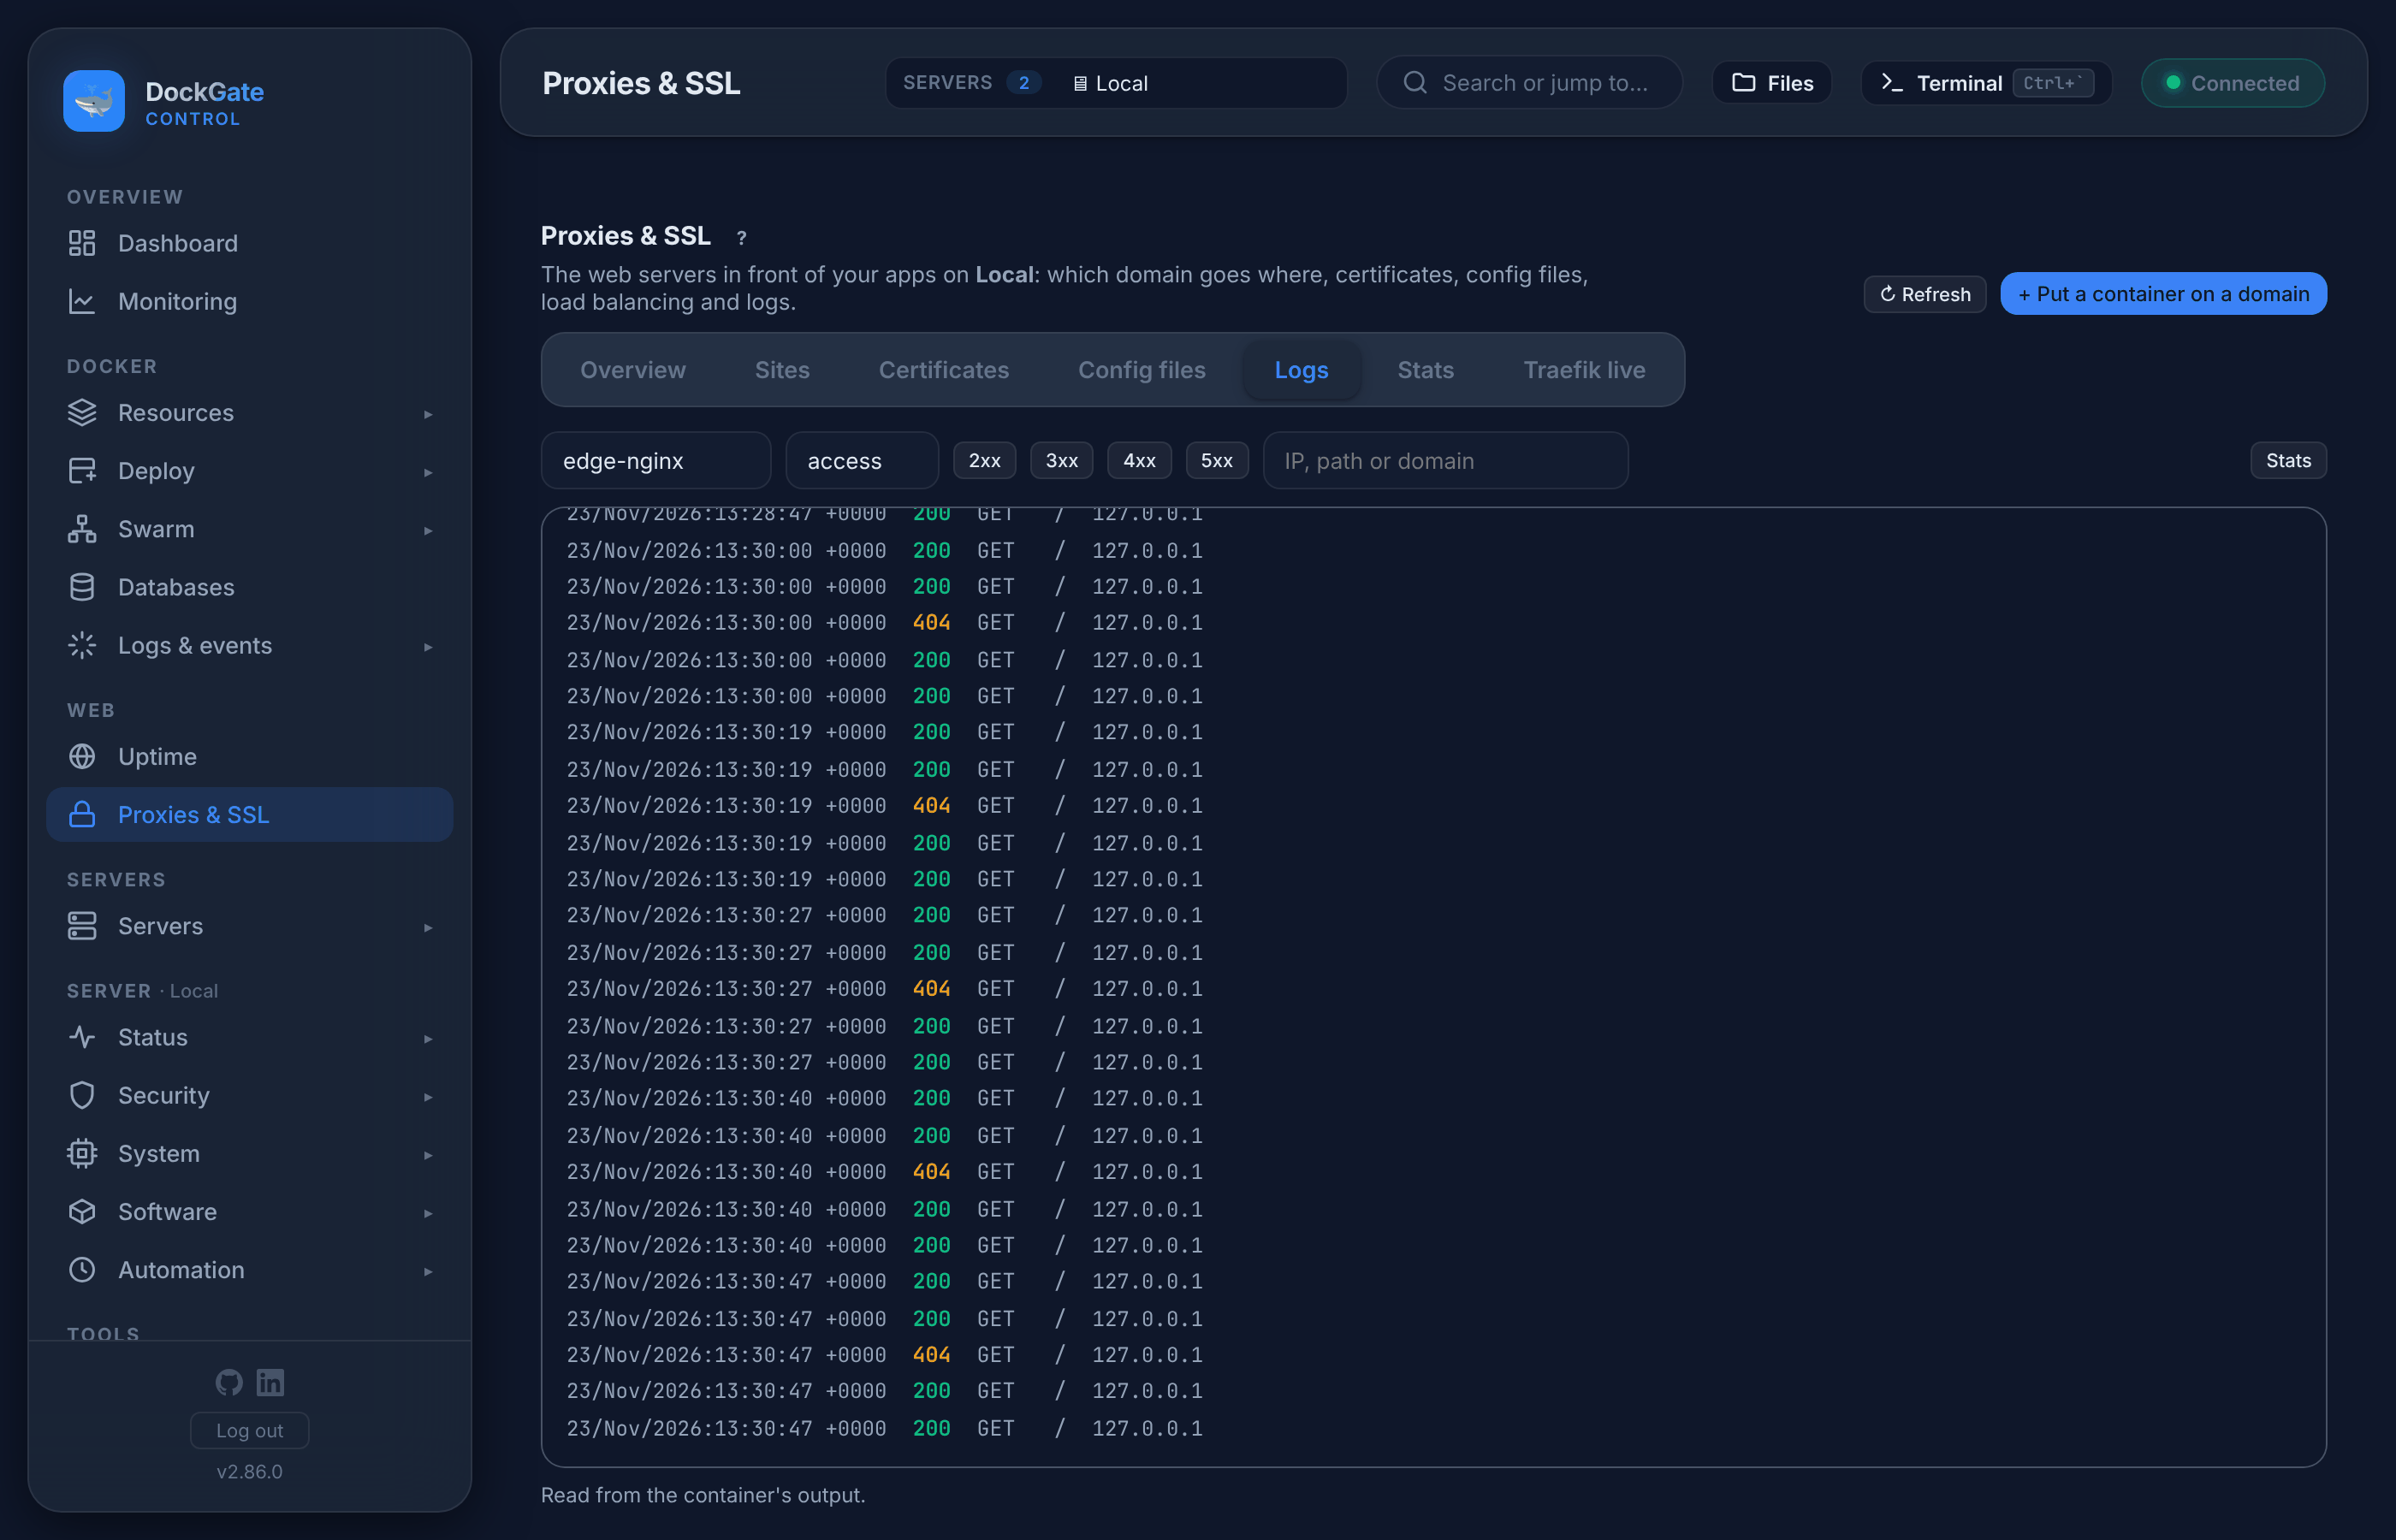 DockGate
CONTROL
OVERVIEW
Dashboard
Monitoring
DOCKER
Resources
Deploy
Swarm
Databases
Logs & events
WEB
Uptime
Proxies & SSL
SERVERS
Servers
SERVER · Local
Status
Security
System
Software
Automation
TOOLS
Log out
v2.86.0
Proxies & SSL
SERVERS 2 Local
Search or jump to...
Files
Terminal Ctrl+`
Connected
Proxies & SSL ?
The web servers in front of your apps on Local: which domain goes where, certificates, config files,
load balancing and logs.
Refresh
+ Put a container on a domain
Overview Sites Certificates Config files Logs Stats Traefik live
edge-nginx access 2xx 3xx 4xx 5xx IP, path or domain Stats
23/Nov/2026:13:28:47 +0000 200 GET / 127.0.0.1
23/Nov/2026:13:30:00 +0000 200 GET / 127.0.0.1
23/Nov/2026:13:30:00 +0000 200 GET / 127.0.0.1
23/Nov/2026:13:30:00 +0000 404 GET / 127.0.0.1
23/Nov/2026:13:30:00 +0000 200 GET / 127.0.0.1
23/Nov/2026:13:30:00 +0000 200 GET / 127.0.0.1
23/Nov/2026:13:30:19 +0000 200 GET / 127.0.0.1
23/Nov/2026:13:30:19 +0000 200 GET / 127.0.0.1
23/Nov/2026:13:30:19 +0000 404 GET / 127.0.0.1
23/Nov/2026:13:30:19 +0000 200 GET / 127.0.0.1
23/Nov/2026:13:30:19 +0000 200 GET / 127.0.0.1
23/Nov/2026:13:30:27 +0000 200 GET / 127.0.0.1
23/Nov/2026:13:30:27 +0000 200 GET / 127.0.0.1
23/Nov/2026:13:30:27 +0000 404 GET / 127.0.0.1
23/Nov/2026:13:30:27 +0000 200 GET / 127.0.0.1
23/Nov/2026:13:30:27 +0000 200 GET / 127.0.0.1
23/Nov/2026:13:30:40 +0000 200 GET / 127.0.0.1
23/Nov/2026:13:30:40 +0000 200 GET / 127.0.0.1
23/Nov/2026:13:30:40 +0000 404 GET / 127.0.0.1
23/Nov/2026:13:30:40 +0000 200 GET / 127.0.0.1
23/Nov/2026:13:30:40 +0000 200 GET / 127.0.0.1
23/Nov/2026:13:30:47 +0000 200 GET / 127.0.0.1
23/Nov/2026:13:30:47 +0000 200 GET / 127.0.0.1
23/Nov/2026:13:30:47 +0000 404 GET / 127.0.0.1
23/Nov/2026:13:30:47 +0000 200 GET / 127.0.0.1
23/Nov/2026:13:30:47 +0000 200 GET / 127.0.0.1
Read from the container's output.